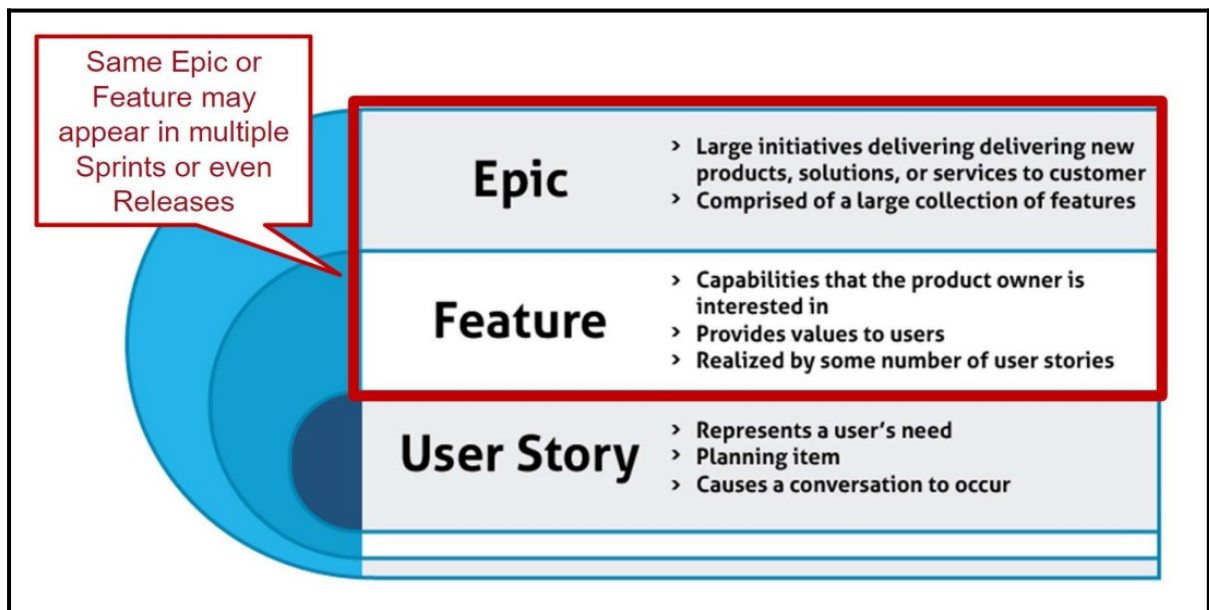 Same Epic or
Feature may
appear in multiple
Sprints or even
Releases
Epic
> Large initiatives delivering delivering new
products, solutions, or services to customer
> Comprised of a large collection of features
Feature
> Capabilities that the product owner is
interested in
> Provides values to users
> Realized by some number of user stories
User Story
> Represents a user's need
> Planning item
> Causes a conversation to occur